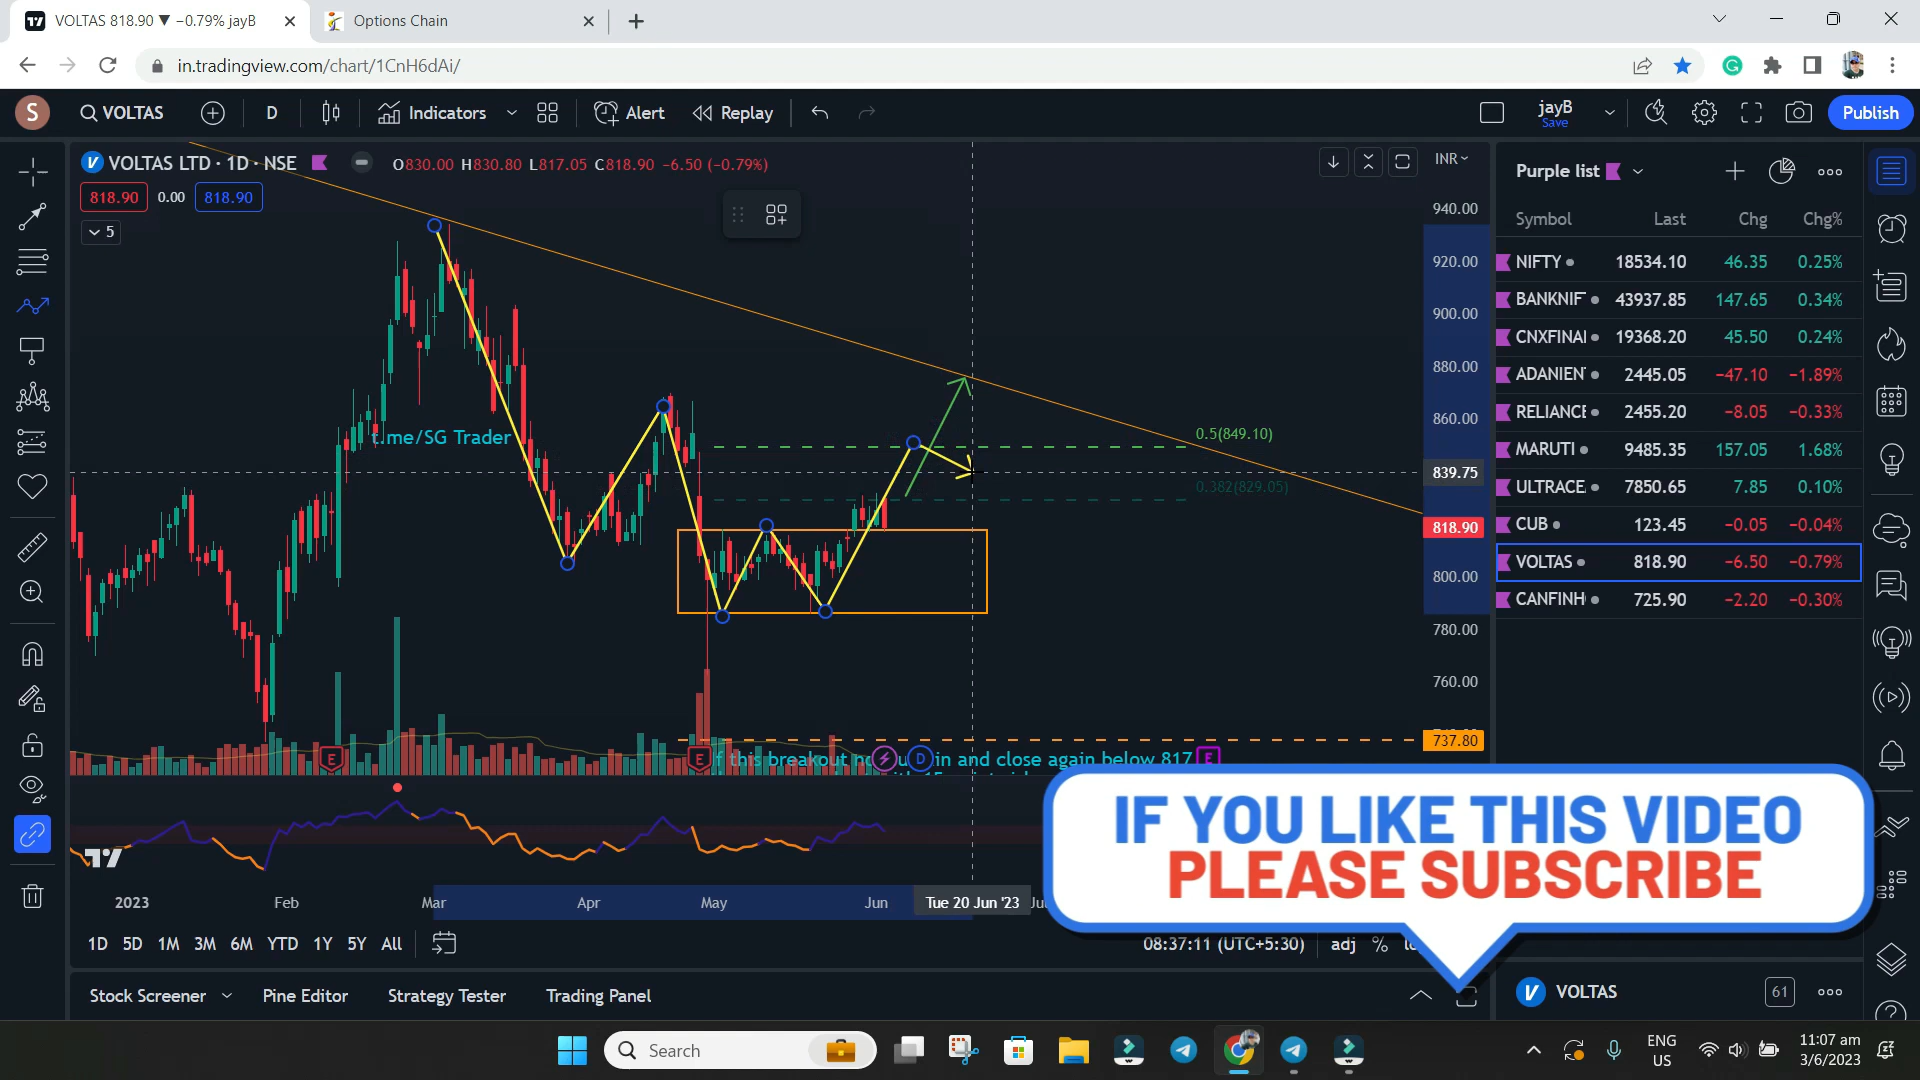 VOLTAS 818.90 ▼ −0.79% jayB
Options Chain
in.tradingview.com/chart/1CnH6dAi/
S
VOLTAS
D
Indicators
Alert
Replay
jayB
Save
Publish
VOLTAS LTD · 1D · NSE
O830.00 H830.80 L817.05 C818.90 −6.50 (−0.79%)
INR
818.90 0.00 818.90
5
940.00
920.00
900.00
880.00
860.00
839.75
818.90
800.00
780.00
760.00
737.80
t.me/SG Trader
0.5(849.10)
0.382(829.05)
this breakout
in and close again below 817
E
E
D
E
2023 Feb Mar Apr May Jun Tue 20 Jun '23
1D 5D 1M 3M 6M YTD 1Y 5Y All
08:37:11 (UTC+5:30) adj %
Stock Screener Pine Editor Strategy Tester Trading Panel
Purple list
Symbol Last Chg Chg%
NIFTY 18534.10 46.35 0.25%
BANKNIF 43937.85 147.65 0.34%
CNXFINAI 19368.20 45.50 0.24%
ADANIEN 2445.05 −47.10 −1.89%
RELIANCE 2455.20 −8.05 −0.33%
MARUTI 9485.35 157.05 1.68%
ULTRACE 7850.65 7.85 0.10%
CUB 123.45 −0.05 −0.04%
VOLTAS 818.90 −6.50 −0.79%
CANFINH 725.90 −2.20 −0.30%
IF YOU LIKE THIS VIDEO
PLEASE SUBSCRIBE
VOLTAS
61
Search
ENG
US
11:07 am
3/6/2023